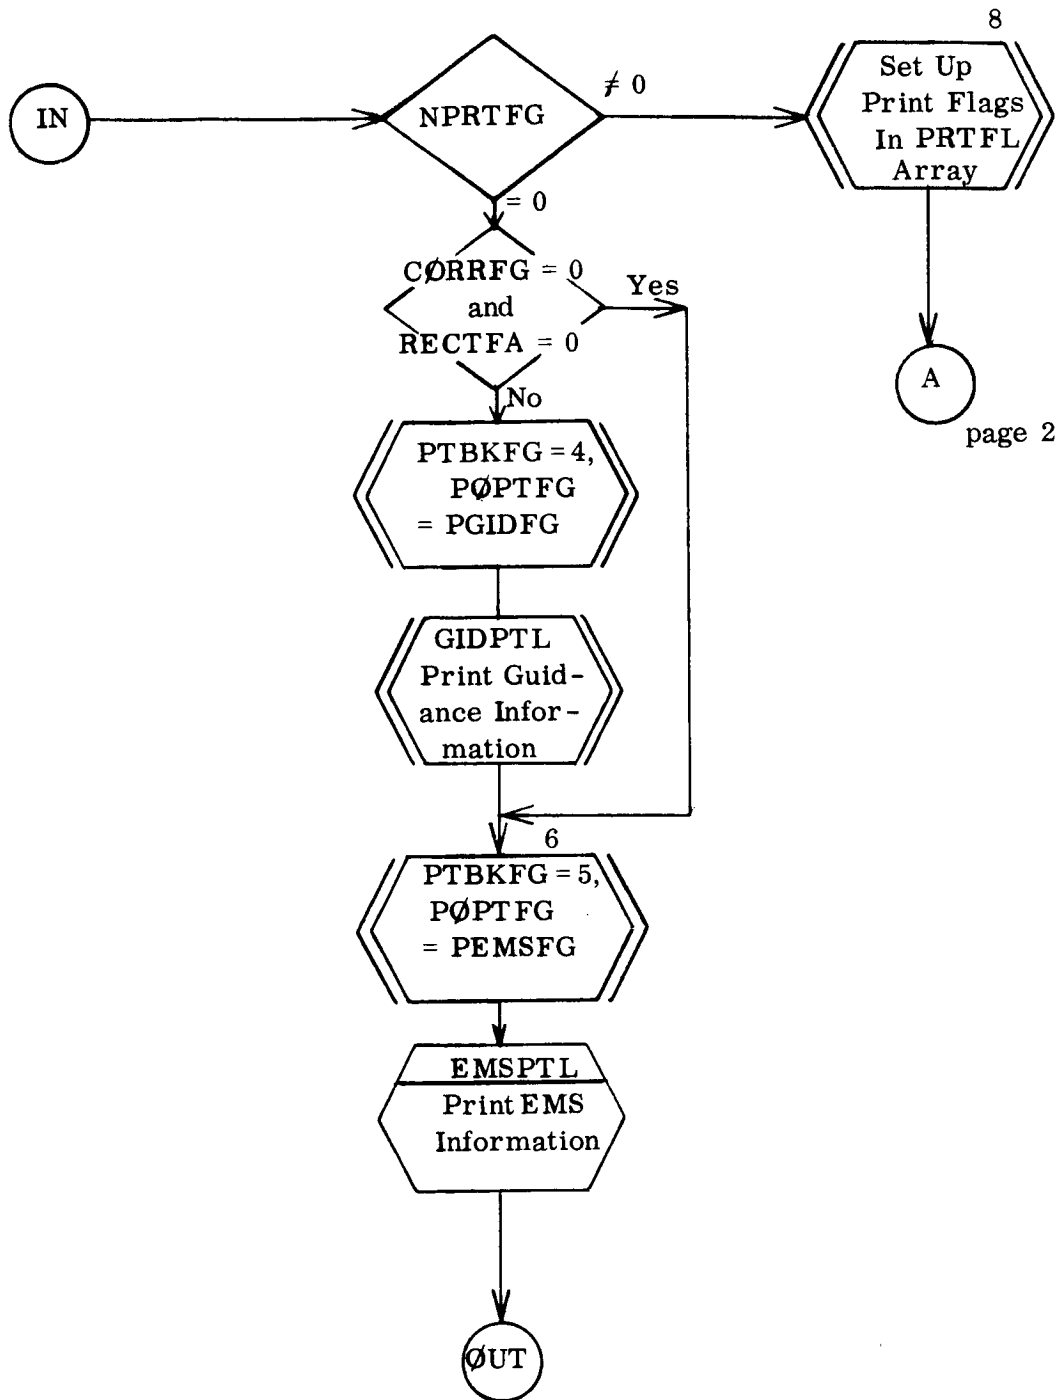 8
IN
NPRTFG
≠ 0
Set Up
Print Flags
In PRTFL
Array
= 0
CØRRFG = 0
and
RECTFA = 0
Yes
No
A
page 2
PTBKFG = 4,
PØPTFG
= PGIDFG
GIDPTL
Print Guid-
ance Infor-
mation
6
PTBKFG = 5,
PØPTFG
= PEMSFG
EMSPTL
Print EMS
Information
ØUT